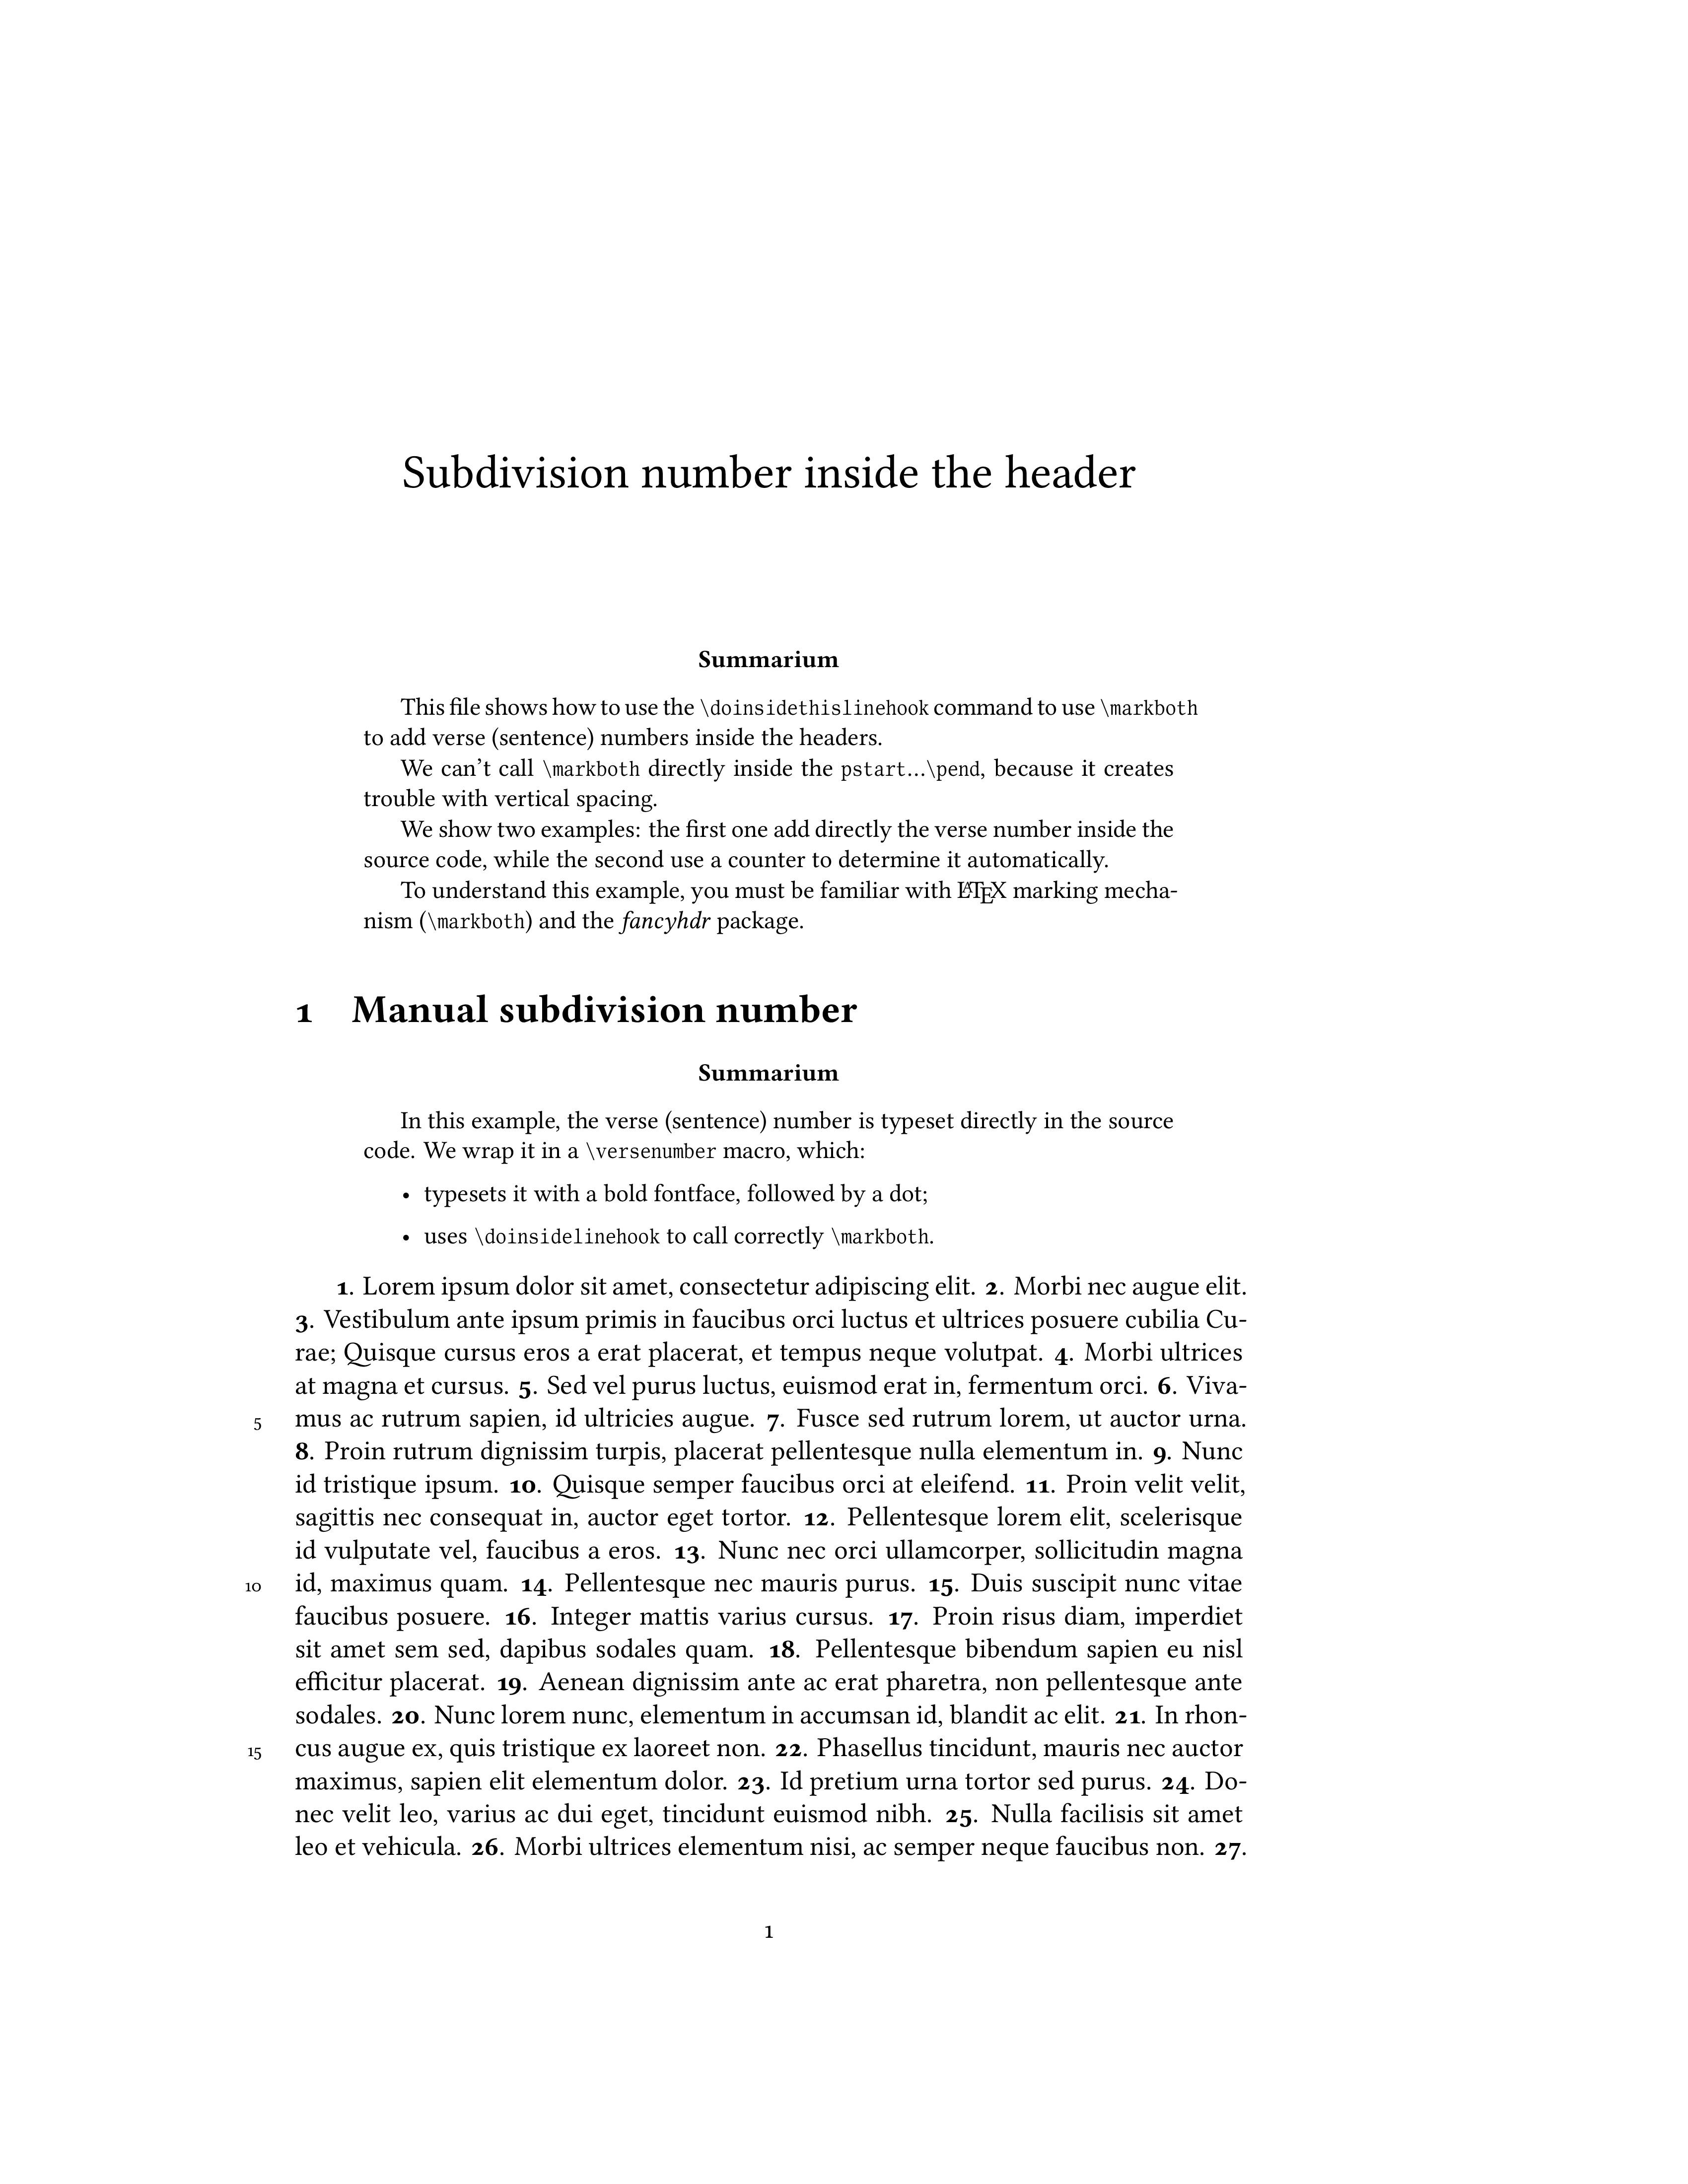 Subdivision number inside the header
Summarium
This file shows how to use the \doinsidethislinehook command to use \markboth
to add verse (sentence) numbers inside the headers.
We can’t call \markboth directly inside the pstart…\pend, because it creates
trouble with vertical spacing.
We show two examples: the first one add directly the verse number inside the
source code, while the second use a counter to determine it automatically.
To understand this example, you must be familiar with LATEX marking mecha-
nism (\markboth) and the fancyhdr package.
1 Manual subdivision number
Summarium
In this example, the verse (sentence) number is typeset directly in the source
code. We wrap it in a \versenumber macro, which:
• typesets it with a bold fontface, followed by a dot;
• uses \doinsidelinehook to call correctly \markboth.
1. Lorem ipsum dolor sit amet, consectetur adipiscing elit. 2. Morbi nec augue elit.
3. Vestibulum ante ipsum primis in faucibus orci luctus et ultrices posuere cubilia Cu-
rae; Quisque cursus eros a erat placerat, et tempus neque volutpat. 4. Morbi ultrices
at magna et cursus. 5. Sed vel purus luctus, euismod erat in, fermentum orci. 6. Viva-
5 mus ac rutrum sapien, id ultricies augue. 7. Fusce sed rutrum lorem, ut auctor urna.
8. Proin rutrum dignissim turpis, placerat pellentesque nulla elementum in. 9. Nunc
id tristique ipsum. 10. Quisque semper faucibus orci at eleifend. 11. Proin velit velit,
sagittis nec consequat in, auctor eget tortor. 12. Pellentesque lorem elit, scelerisque
id vulputate vel, faucibus a eros. 13. Nunc nec orci ullamcorper, sollicitudin magna
10 id, maximus quam. 14. Pellentesque nec mauris purus. 15. Duis suscipit nunc vitae
faucibus posuere. 16. Integer mattis varius cursus. 17. Proin risus diam, imperdiet
sit amet sem sed, dapibus sodales quam. 18. Pellentesque bibendum sapien eu nisl
efficitur placerat. 19. Aenean dignissim ante ac erat pharetra, non pellentesque ante
sodales. 20. Nunc lorem nunc, elementum in accumsan id, blandit ac elit. 21. In rhon-
15 cus augue ex, quis tristique ex laoreet non. 22. Phasellus tincidunt, mauris nec auctor
maximus, sapien elit elementum dolor. 23. Id pretium urna tortor sed purus. 24. Do-
nec velit leo, varius ac dui eget, tincidunt euismod nibh. 25. Nulla facilisis sit amet
leo et vehicula. 26. Morbi ultrices elementum nisi, ac semper neque faucibus non. 27.
1